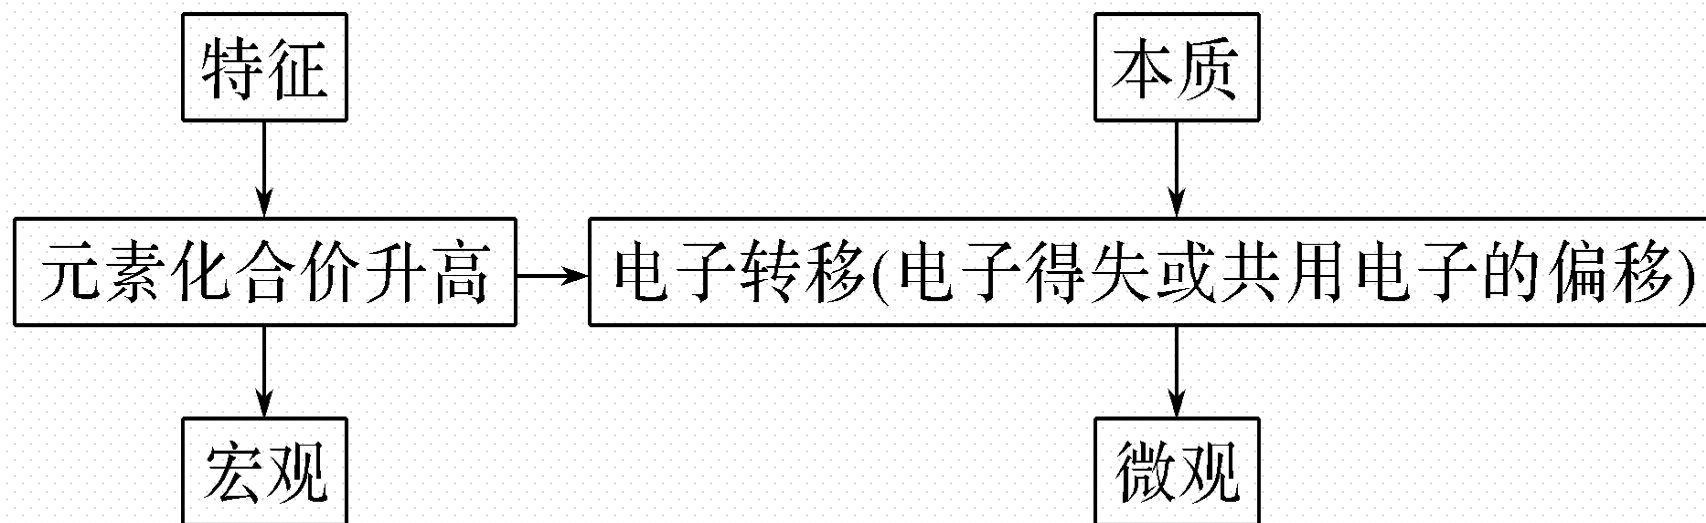 特征
本质
元素化合价升高
电子转移(电子得失或共用电子的偏移)
宏观
微观